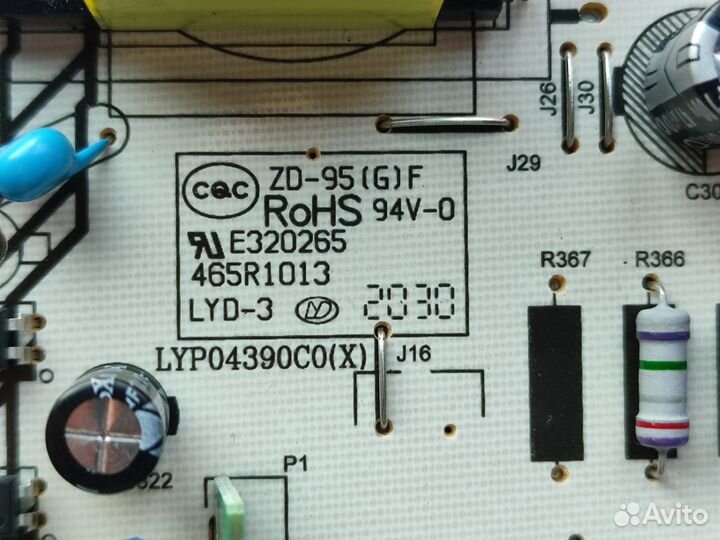 J26
J30
J29
C30
CQC
ZD-95(G)F
RoHS 94V-0
E320265
465R1013
LYD-3
2030
LYP04390C0(X)
J16
R367
R366
P1
Avito